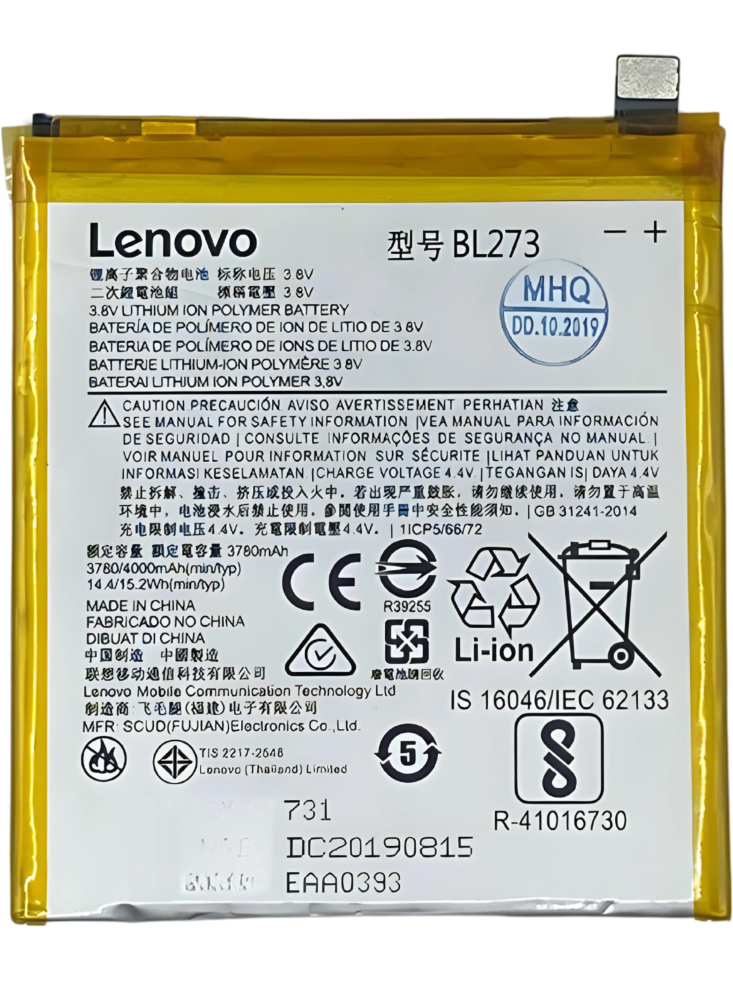 Lenovo
型号 BL273
- +
锂离子聚合物电池 标称电压 3.8V
二次鋰電池組 標稱電壓 3.8V
3.8V LITHIUM ION POLYMER BATTERY
BATERÍA DE POLÍMERO DE ION DE LITIO DE 3 8V
BATERIA DE POLÍMERO DE IONS DE LITIO DE 3.8V
BATTERIE LITHIUM-ION POLYMÈRE 3 8V
BATERAI LITHIUM ION POLYMER 3,8V
MHQ
DD.10.2019
CAUTION PRECAUCIÓN AVISO AVERTISSEMENT PERHATIAN 注意
SEE MANUAL FOR SAFETY INFORMATION |VEA MANUAL PARA INFORMACIÓN
DE SEGURIDAD | CONSULTE INFORMAÇÕES DE SEGURANÇA NO MANUAL |
VOIR MANUEL POUR INFORMATION SUR SÉCURITE |LIHAT PANDUAN UNTUK
INFORMASI KESELAMATAN |CHARGE VOLTAGE 4.4V |TEGANGAN ISI DAYA 4.4V
禁止拆解、撞击、挤压或投入火中。若出现严重鼓胀,请勿继续使用。请勿置于高温
环境中。电池浸水后禁止使用。參閱使用手冊中安全性能须知。| GB 31241-2014
充电限制电压4.4V。充電限制電壓4.4V。| 1ICP5/66/72
额定容量 額定電容量 3780mAh
3780/4000mAh(min/typ)
14.4/15.2Wh(min/typ)
MADE IN CHINA
FABRICADO NO CHINA
DIBUAT DI CHINA
中国制造 中國製造
联想移动通信科技有限公司
Lenovo Mobile Communication Technology Ltd
制造商: 飞毛腿(福建)电子有限公司
MFR: SCUD(FUJIAN)Electronics Co.,Ltd.
CE
R39255
廢電池請回收
Li-ion
IS 16046/IEC 62133
R-41016730
TIS 2217-2548
Lenovo (Thailand) Limited
5
731
DC20190815
EAA0393